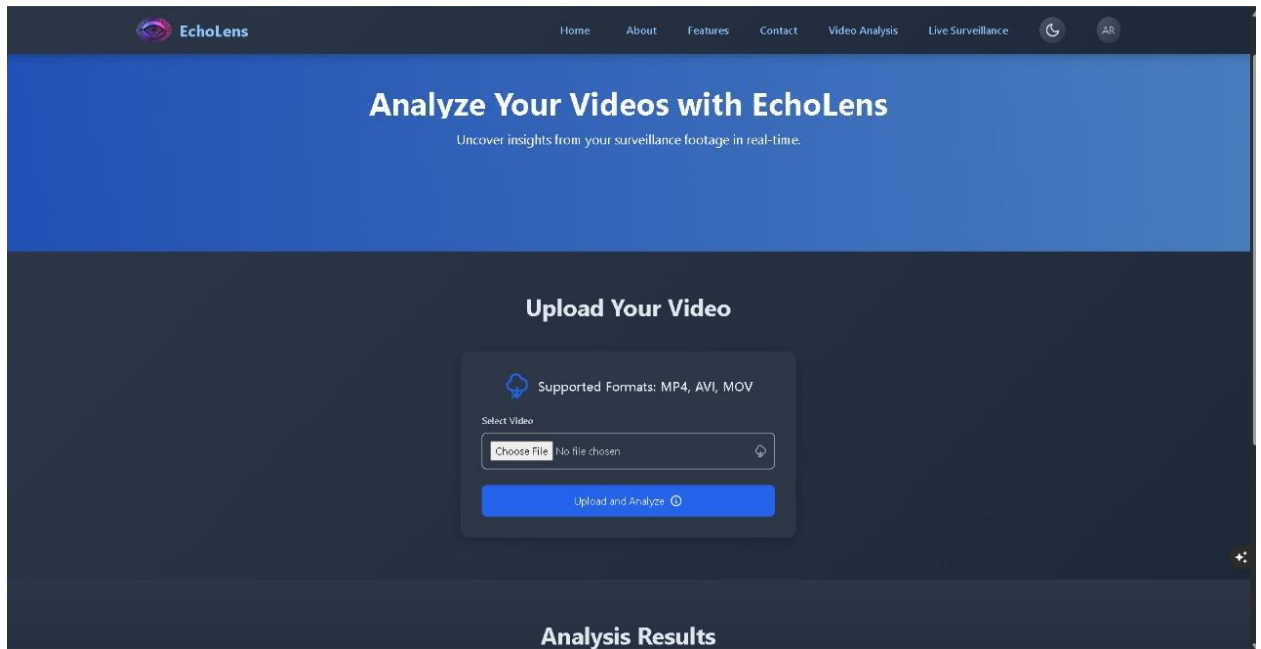 EchoLens
Home About Features Contact Video Analysis Live Surveillance AR
Analyze Your Videos with EchoLens
Uncover insights from your surveillance footage in real-time.
Upload Your Video
Supported Formats: MP4, AVI, MOV
Select Video
Choose File No file chosen
Upload and Analyze
Analysis Results